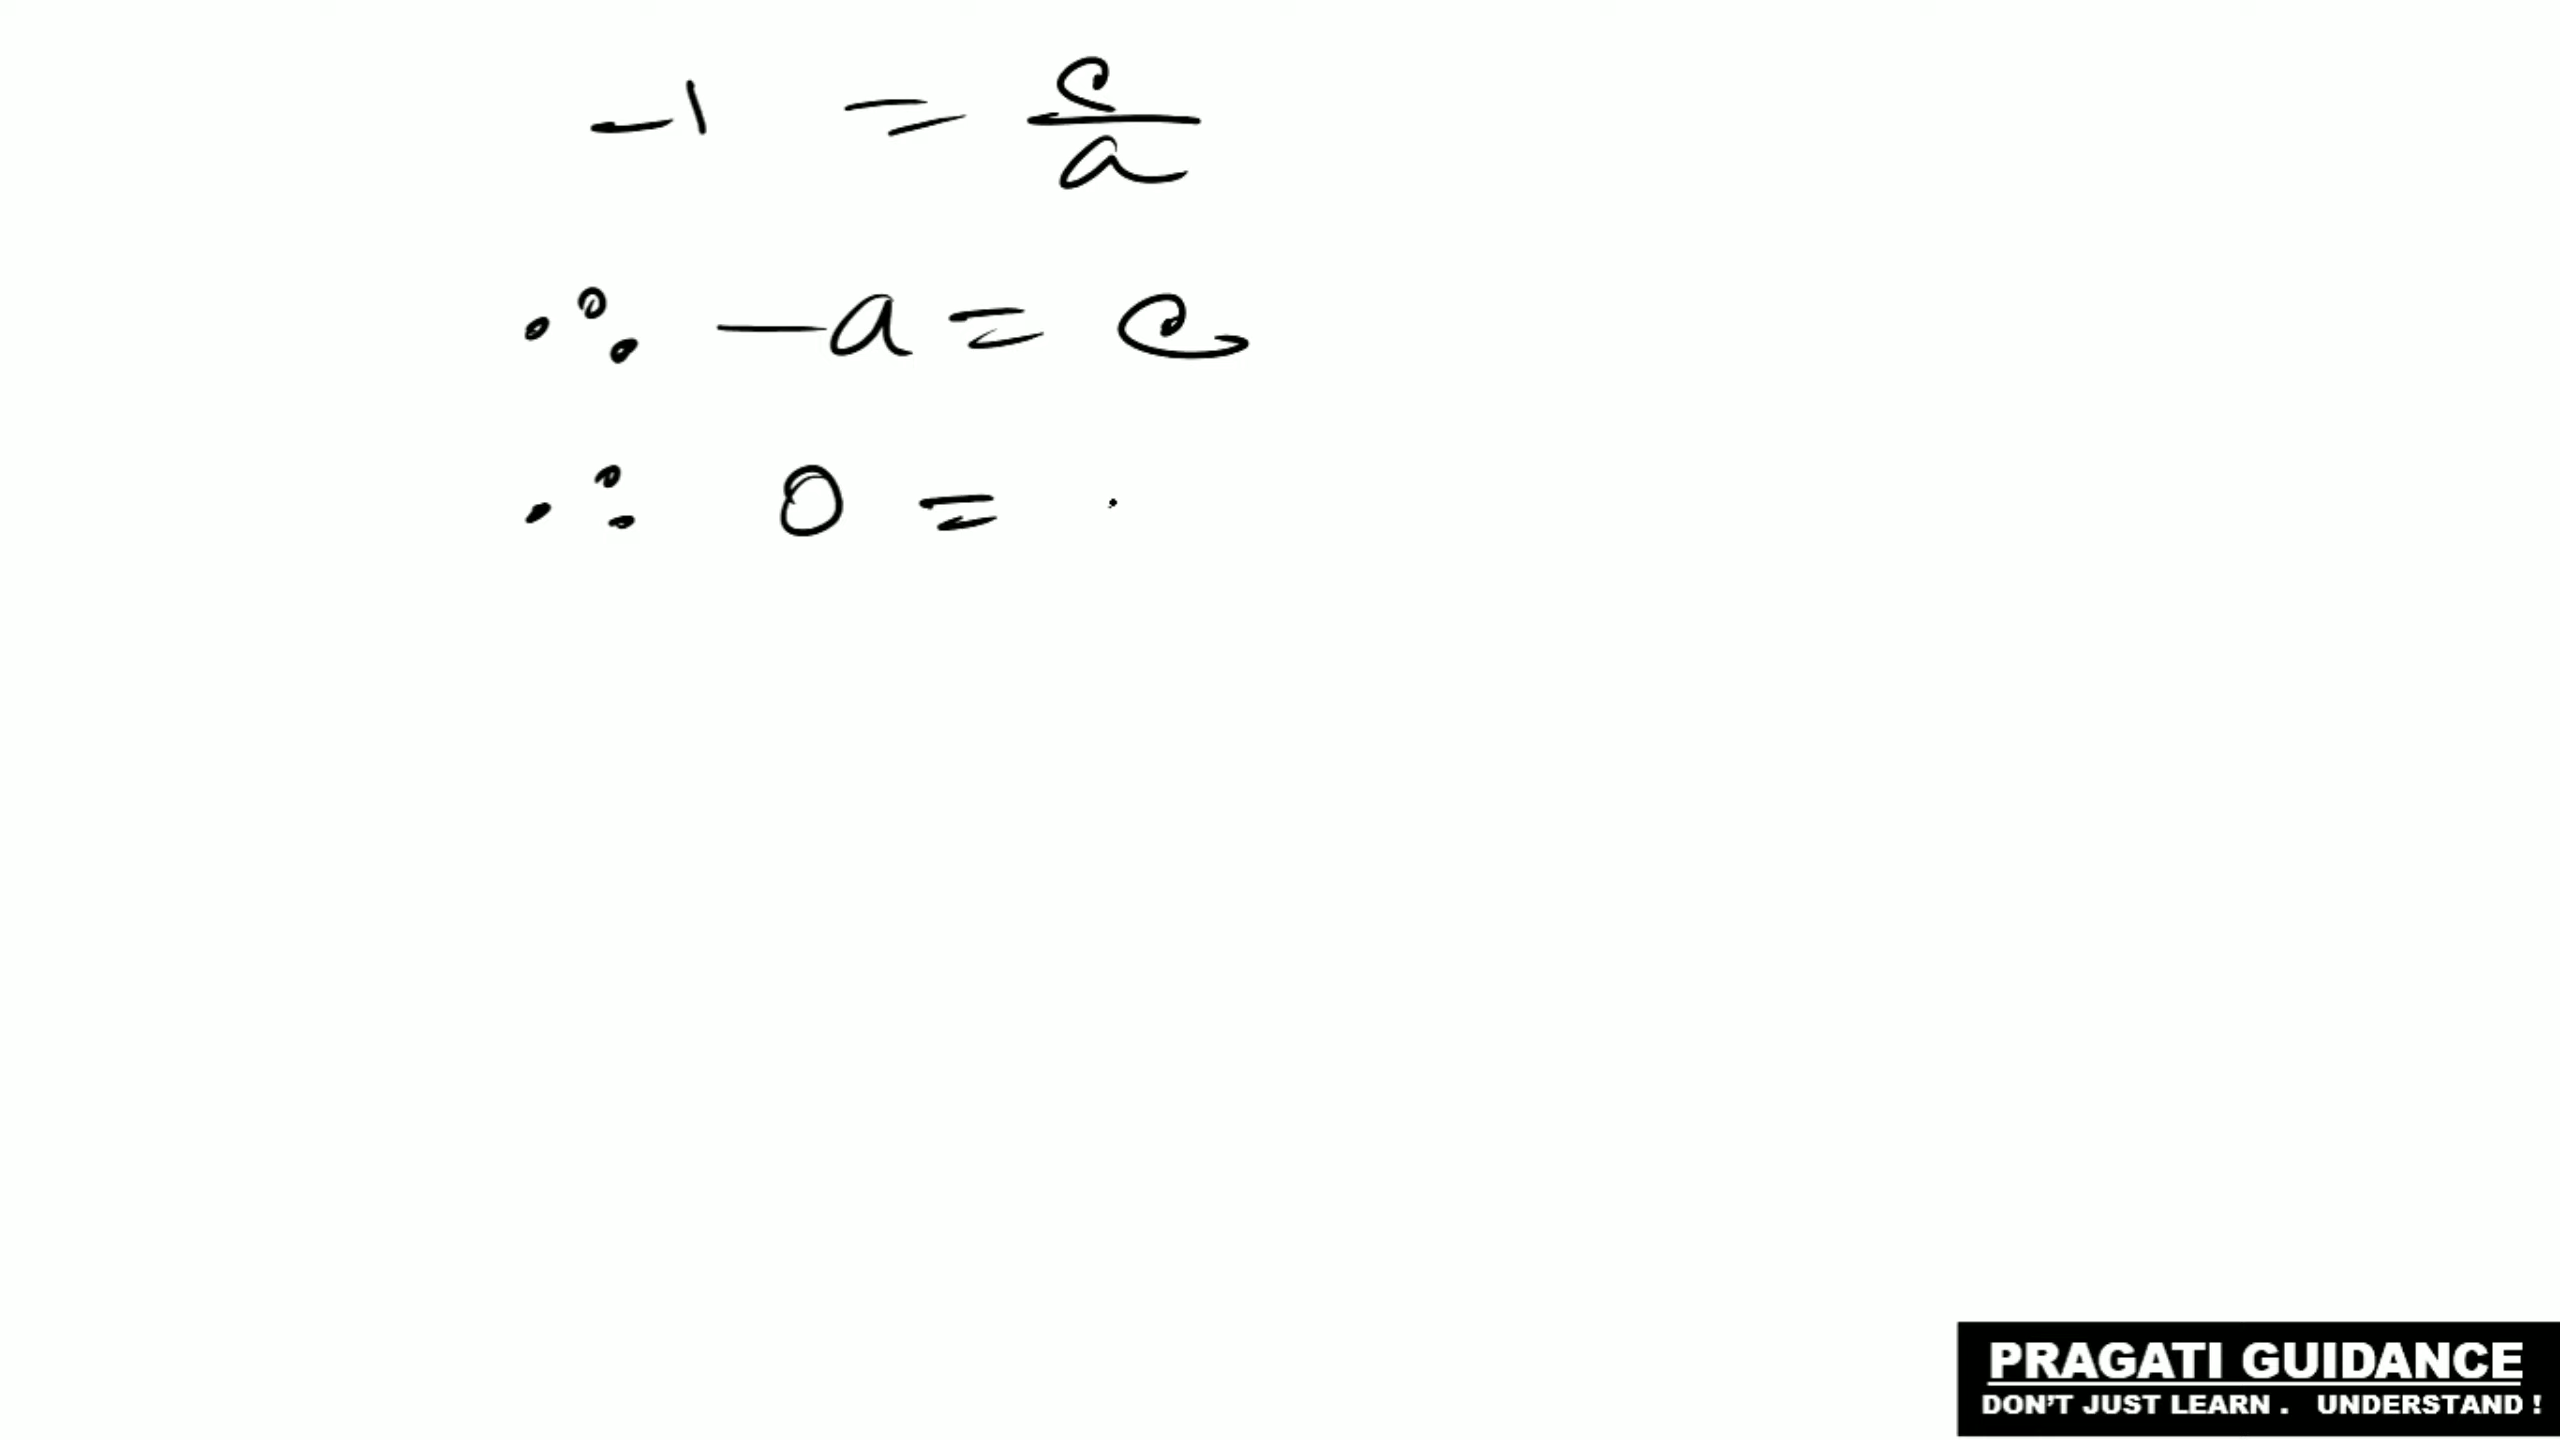 -1 = c/a
∴ -a = c
∴ 0 =
PRAGATI GUIDANCE
DON'T JUST LEARN . UNDERSTAND !